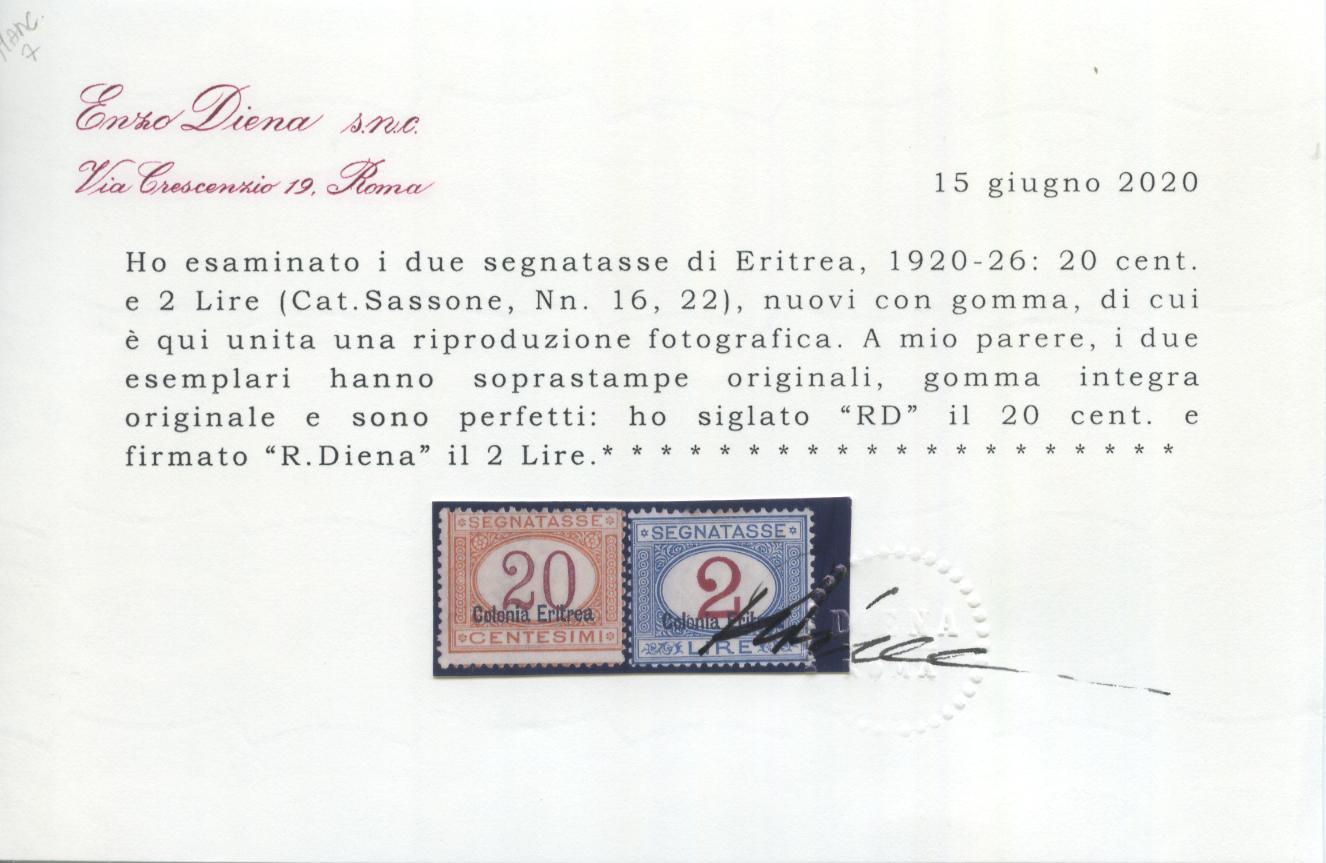 Enzo Diena s.n.c.
Via Crescenzio 19, Roma
15 giugno 2020
Ho esaminato i due segnatasse di Eritrea, 1920-26: 20 cent.
e 2 Lire (Cat.Sassone, Nn. 16, 22), nuovi con gomma, di cui
è qui unita una riproduzione fotografica. A mio parere, i due
esemplari hanno soprastampe originali, gomma integra
originale e sono perfetti: ho siglato “RD” il 20 cent. e
firmato “R.Diena” il 2 Lire.* * * * * * * * * * * * * * * * * * * *
SEGNATASSE
20
Colonia Eritrea
CENTESIMI
SEGNATASSE
2
Colonia
LIRE
DIENA
ROMA